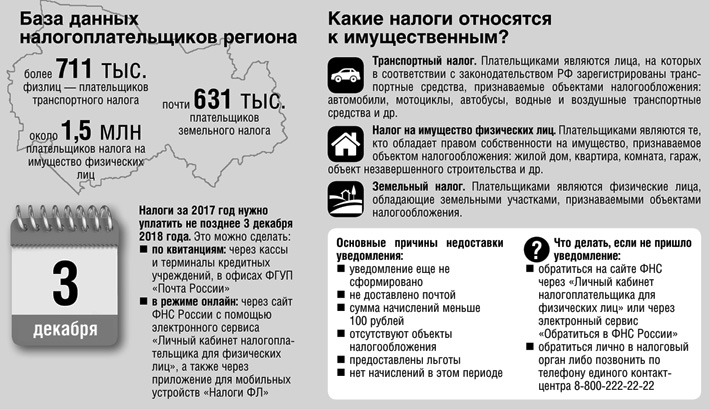 База данных
налогоплательщиков региона
более 711 тыс.
физлиц — плательщиков
транспортного налога
почти 631 тыс.
плательщиков
земельного налога
около 1,5 млн
плательщиков налога на
имущество физических
лиц
3
декабря
Налоги за 2017 год нужно
уплатить не позднее 3 декабря
2018 года. Это можно сделать:
■ по квитанциям: через кассы
и терминалы кредитных
учреждений, в офисах ФГУП
«Почта России»
■ в режиме онлайн: через сайт
ФНС России с помощью
электронного сервиса
«Личный кабинет налогопла-
тельщика для физических
лиц», а также через
приложение для мобильных
устройств «Налоги ФЛ»
Какие налоги относятся
к имущественным?
Транспортный налог. Плательщиками являются лица, на которых
в соответствии с законодательством РФ зарегистрированы транс-
портные средства, признаваемые объектами налогообложения:
автомобили, мотоциклы, автобусы, водные и воздушные транспортные
средства и др.
Налог на имущество физических лиц. Плательщиками являются те,
кто обладает правом собственности на имущество, признаваемое
объектом налогообложения: жилой дом, квартира, комната, гараж,
объект незавершенного строительства и др.
Земельный налог. Плательщиками являются физические лица,
обладающие земельными участками, признаваемыми объектами
налогообложения.
Основные причины недоставки
уведомления:
■ уведомление еще не
сформировано
■ не доставлено почтой
■ сумма начислений меньше
100 рублей
■ отсутствуют объекты
налогообложения
■ предоставлены льготы
■ нет начислений в этом периоде
?
Что делать, если не пришло
уведомление:
■ обратиться на сайте ФНС
через «Личный кабинет
налогоплательщика для
физических лиц» или через
электронный сервис
«Обратиться в ФНС России»
■ обратиться лично в налоговый
орган либо позвонить по
телефону единого контакт-
центра 8-800-222-22-22